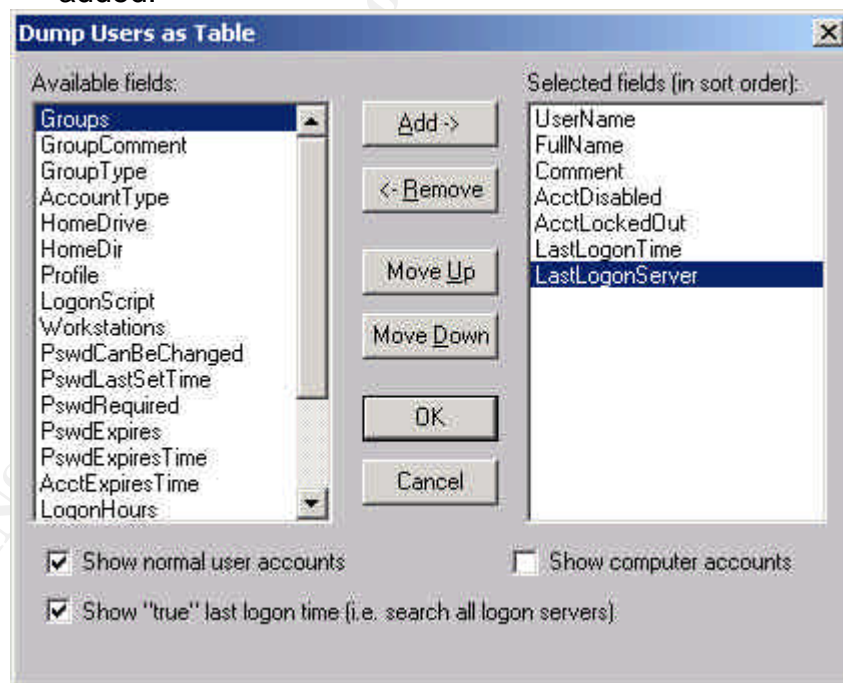 added.
Dump Users as Table
Available fields:
Groups
GroupComment
GroupType
AccountType
HomeDrive
HomeDir
Profile
LogonScript
Workstations
PswdCanBeChanged
PswdLastSetTime
PswdRequired
PswdExpires
PswdExpiresTime
AcctExpiresTime
LogonHours
Add ->
<- Remove
Move Up
Move Down
OK
Cancel
Selected fields (in sort order):
UserName
FullName
Comment
AcctDisabled
AcctLockedOut
LastLogonTime
LastLogonServer
Show normal user accounts
Show computer accounts
Show "true" last logon time (i.e. search all logon servers)